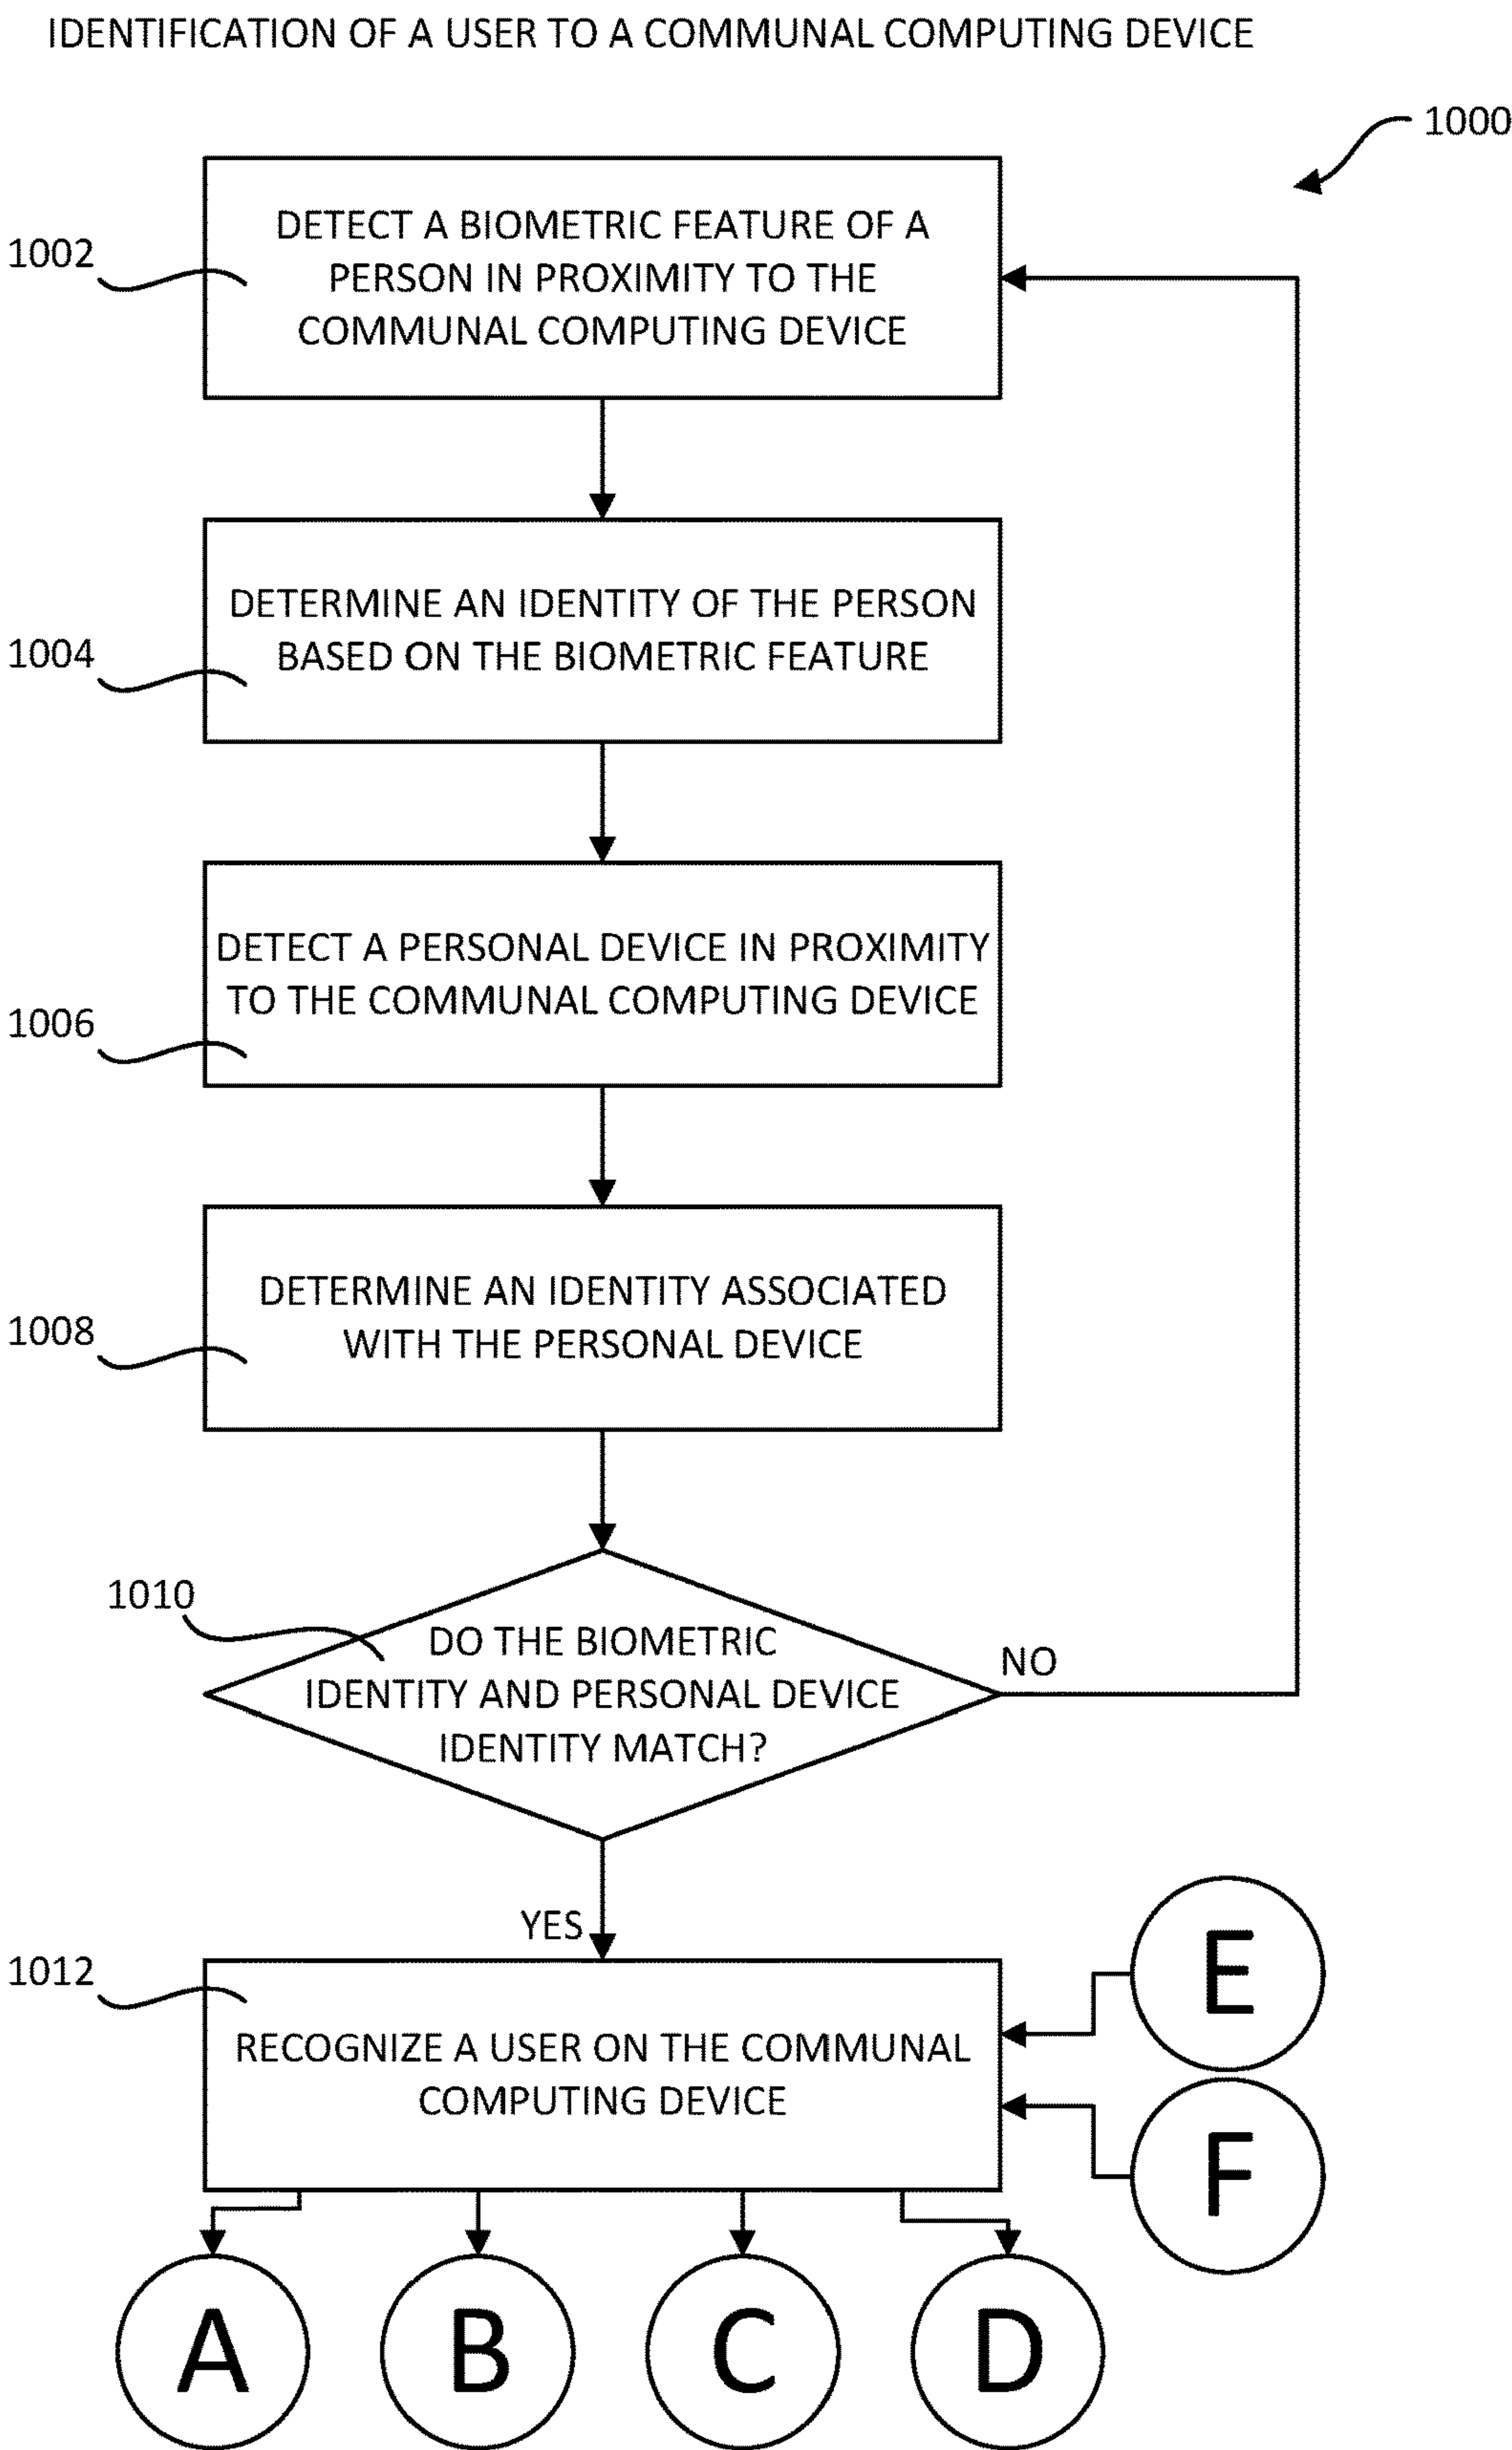 IDENTIFICATION OF A USER TO A COMMUNAL COMPUTING DEVICE
1000
1002
DETECT A BIOMETRIC FEATURE OF A
PERSON IN PROXIMITY TO THE
COMMUNAL COMPUTING DEVICE
1004
DETERMINE AN IDENTITY OF THE PERSON
BASED ON THE BIOMETRIC FEATURE
1006
DETECT A PERSONAL DEVICE IN PROXIMITY
TO THE COMMUNAL COMPUTING DEVICE
1008
DETERMINE AN IDENTITY ASSOCIATED
WITH THE PERSONAL DEVICE
1010
DO THE BIOMETRIC
IDENTITY AND PERSONAL DEVICE
IDENTITY MATCH?
NO
YES
1012
RECOGNIZE A USER ON THE COMMUNAL
COMPUTING DEVICE
E
F
A
B
C
D